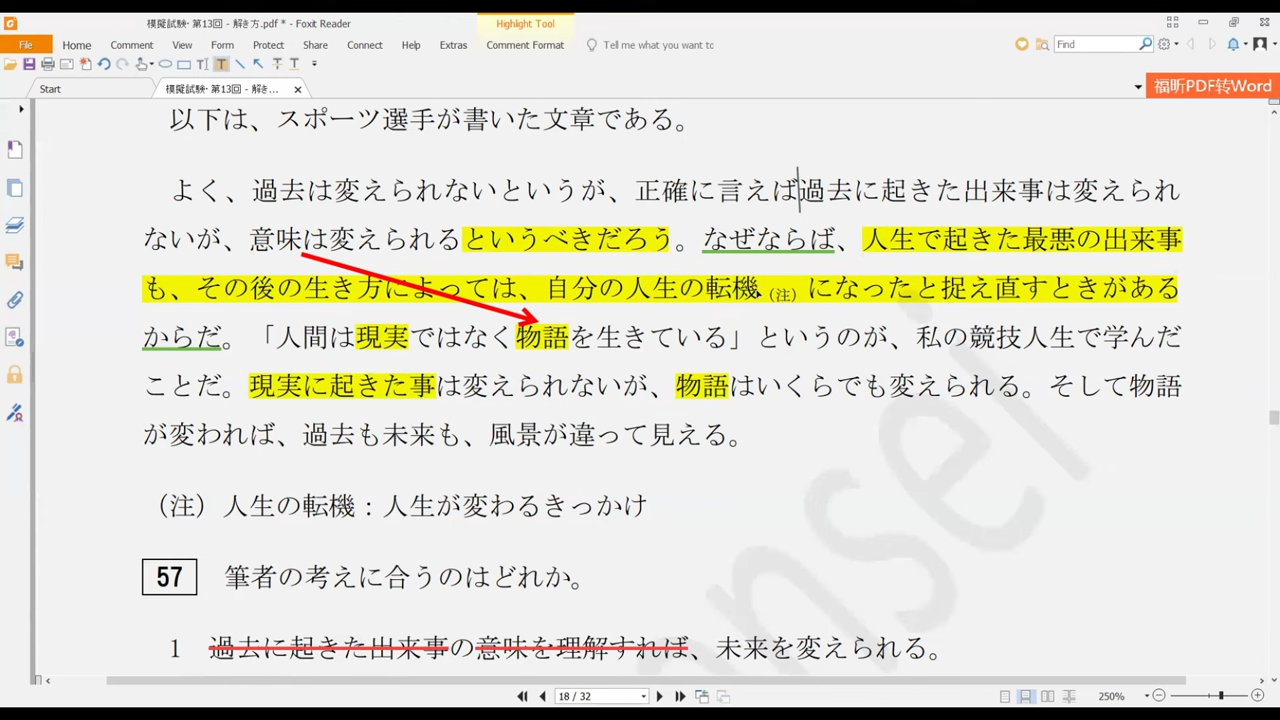 模擬試験· 第13回 - 解き方.pdf * - Foxit Reader
Highlight Tool
File Home Comment View Form Protect Share Connect Help Extras Comment Format Tell me what you want to Find
Start 模擬試験· 第13回 - 解き... 福昕PDF转Word
以下は、スポーツ選手が書いた文章である。
よく、過去は変えられないというが、正確に言えば過去に起きた出来事は変えられ
ないが、意味は変えられるというべきだろう。なぜならば、人生で起きた最悪の出来事
も、その後の生き方によっては、自分の人生の転機（注）になったと捉え直すときがある
からだ。「人間は現実ではなく物語を生きている」というのが、私の競技人生で学んだ
ことだ。現実に起きた事は変えられないが、物語はいくらでも変えられる。そして物語
が変われば、過去も未来も、風景が違って見える。
（注）人生の転機：人生が変わるきっかけ
57 筆者の考えに合うのはどれか。
1 過去に起きた出来事の意味を理解すれば、未来を変えられる。
18 / 32 250%